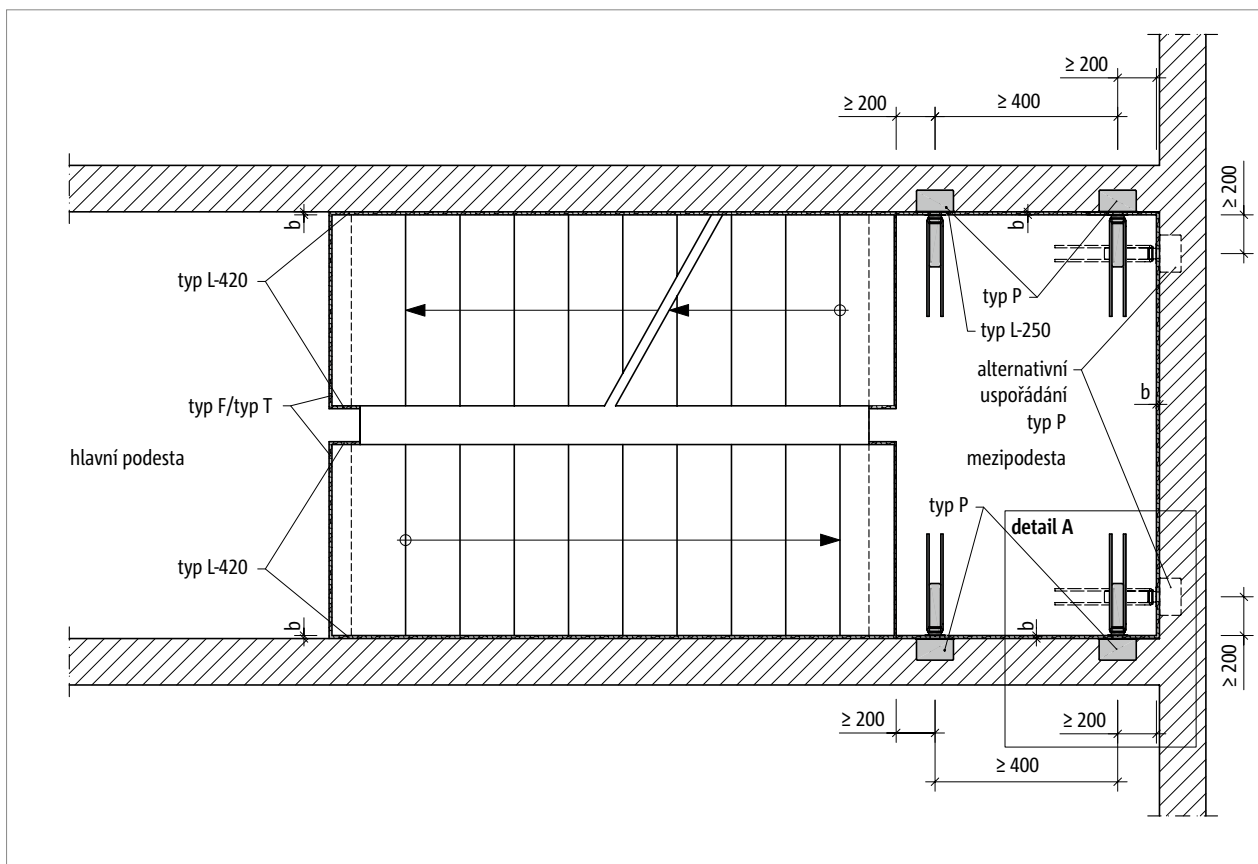 ≥ 200
≥ 200
≥ 400
≥ 200
b
b
typ L-420
typ P
typ L-250
alternativní
uspořádání
typ P
b
typ F/typ T
hlavní podesta
mezipodesta
typ P
detail A
typ L-420
b
b
≥ 200
≥ 200
≥ 200
≥ 400